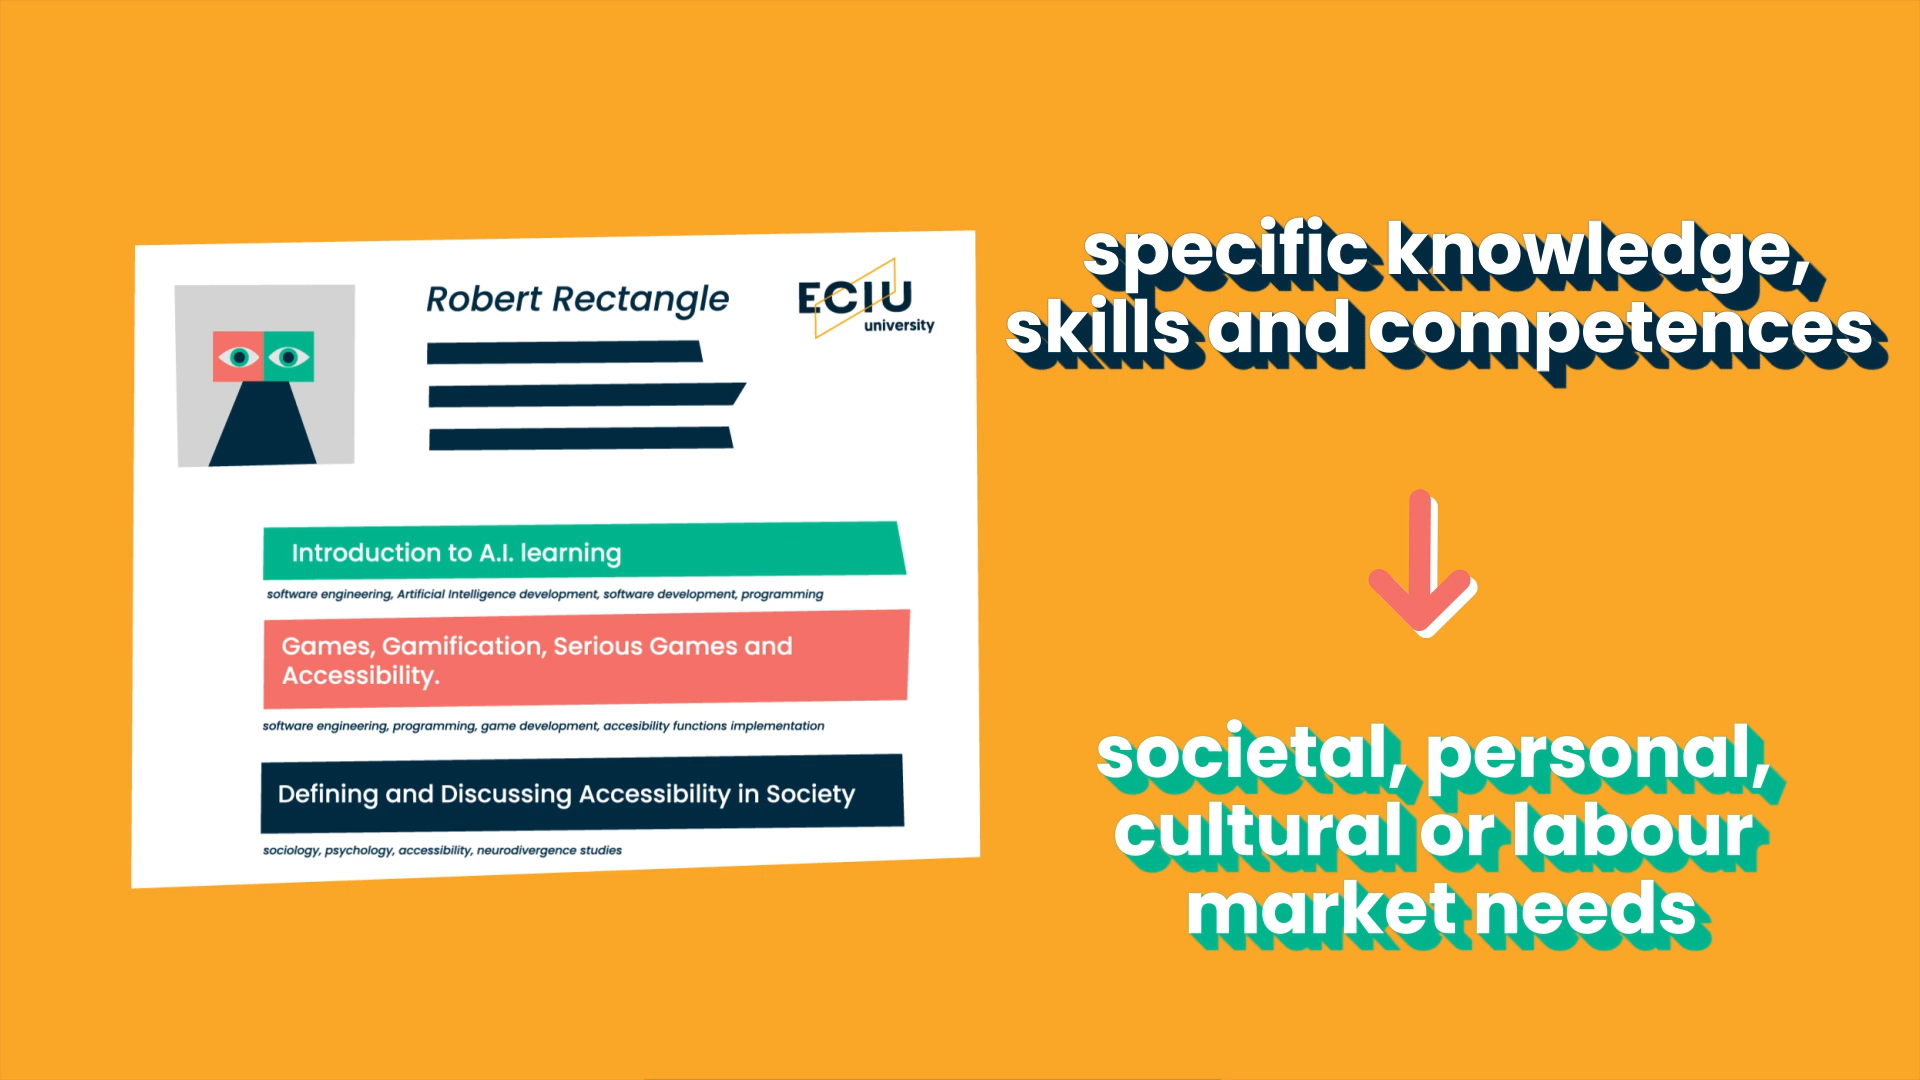 Robert Rectangle
ECIU
university
Introduction to A.I. learning
software engineering, Artificial Intelligence development, software development, programming
Games, Gamification, Serious Games and
Accessibility.
software engineering, programming, game development, accesibility functions implementation
Defining and Discussing Accessibility in Society
sociology, psychology, accessibility, neurodivergence studies
specific knowledge,
skills and competences
societal, personal,
cultural or labour
market needs